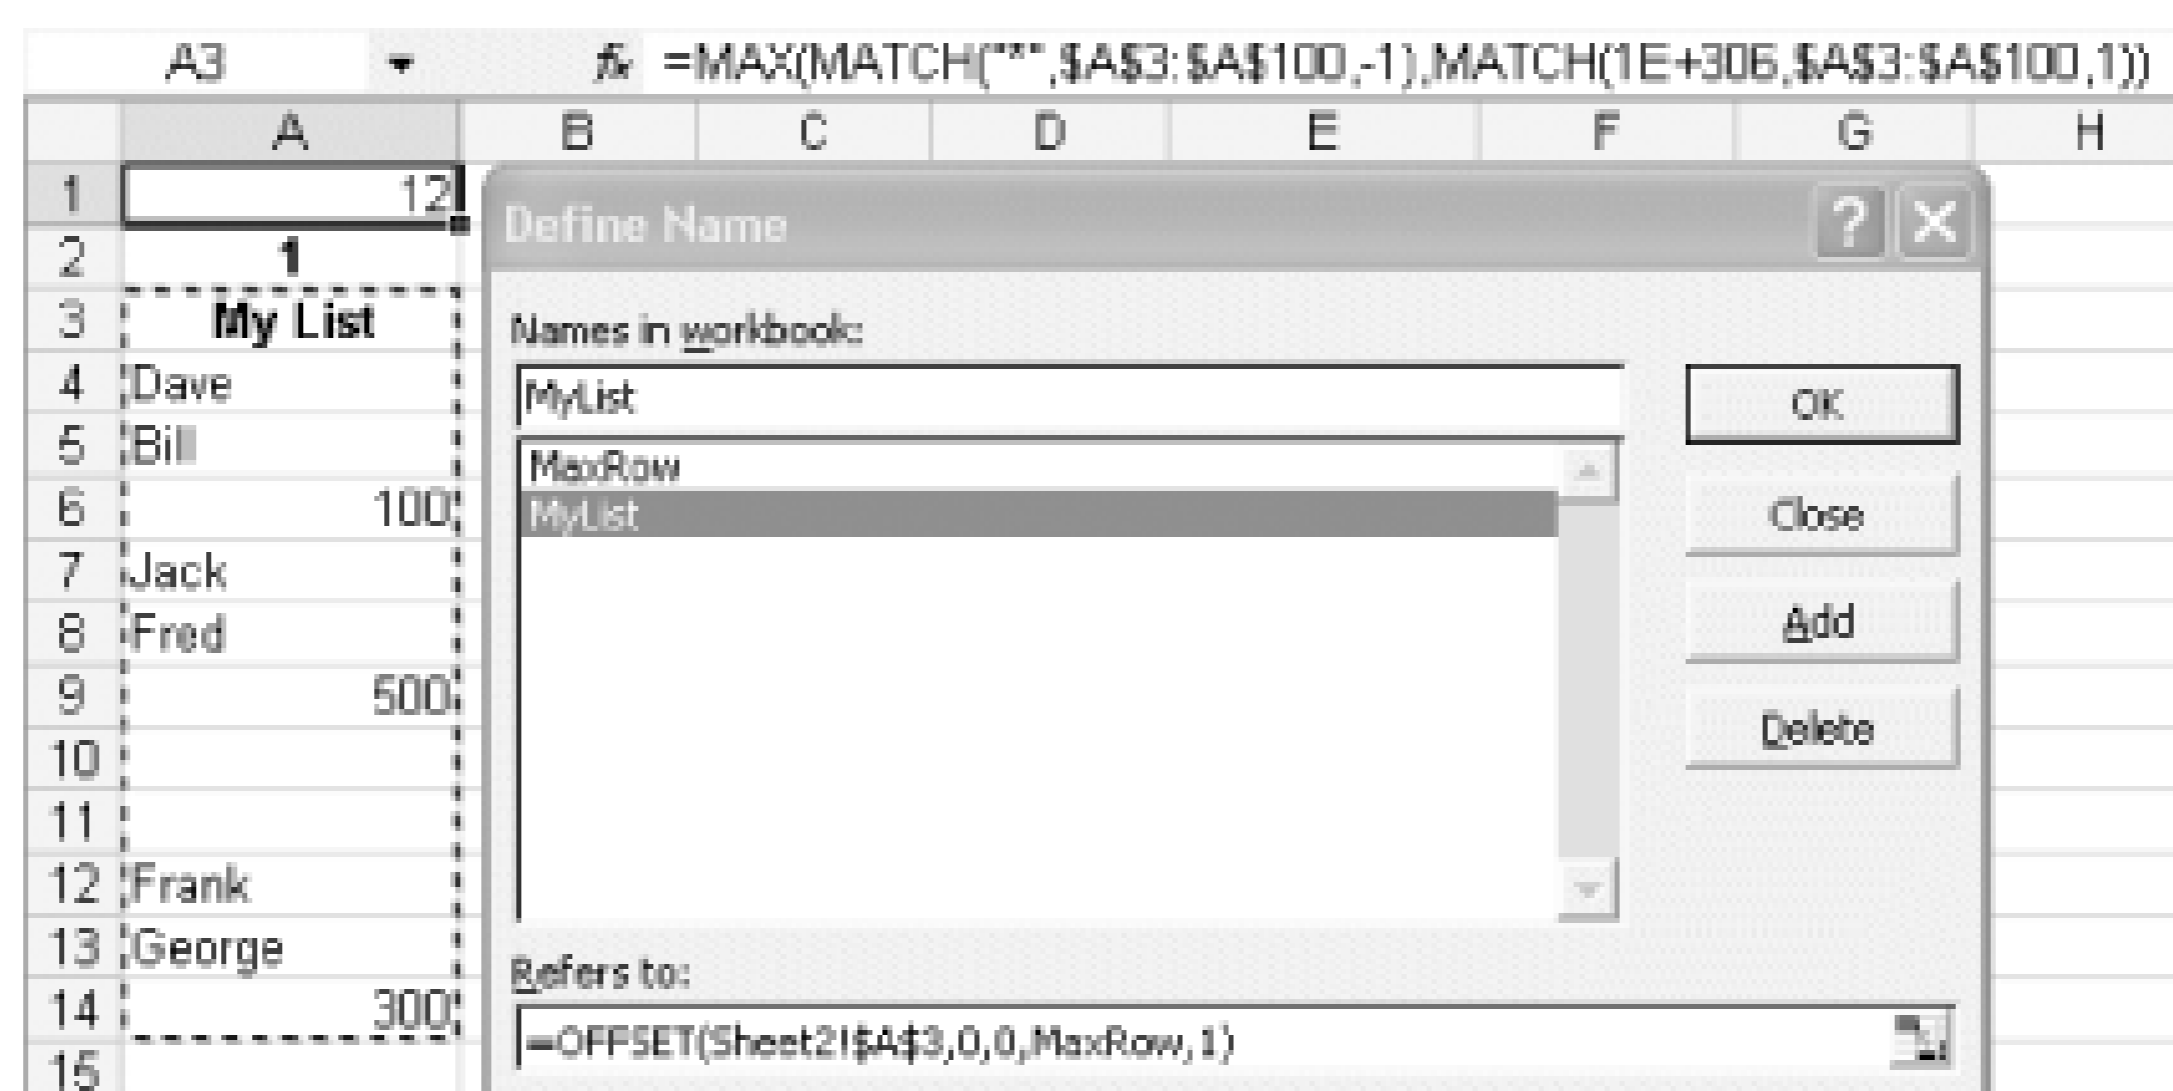 A3 fx =MAX(MATCH("*",$A$3:$A$100,-1),MATCH(1E+306,$A$3:$A$100,1))
A B C D E F G H
1 12
2 1
3 My List
4 Dave
5 Bill
6 100
7 Jack
8 Fred
9 500
10
11
12 Frank
13 George
14 300
15
Define Name
Names in workbook:
MyList
MaxRow
MyList
OK
Close
Add
Delete
Refers to:
=OFFSET(Sheet2!$A$3,0,0,MaxRow,1)